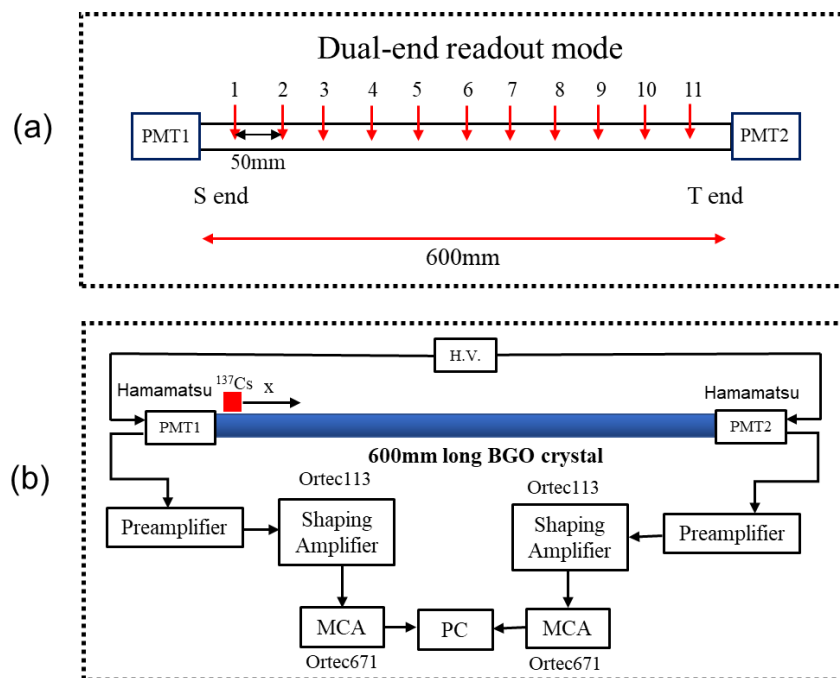 (a)
Dual-end readout mode
1 2 3 4 5 6 7 8 9 10 11
PMT1 PMT2
50mm
S end T end
600mm
(b)
H.V.
Hamamatsu ¹³⁷Cs x Hamamatsu
PMT1 PMT2
600mm long BGO crystal
Ortec113 Ortec113
Preamplifier Shaping Amplifier Shaping Amplifier Preamplifier
MCA PC MCA
Ortec671 Ortec671